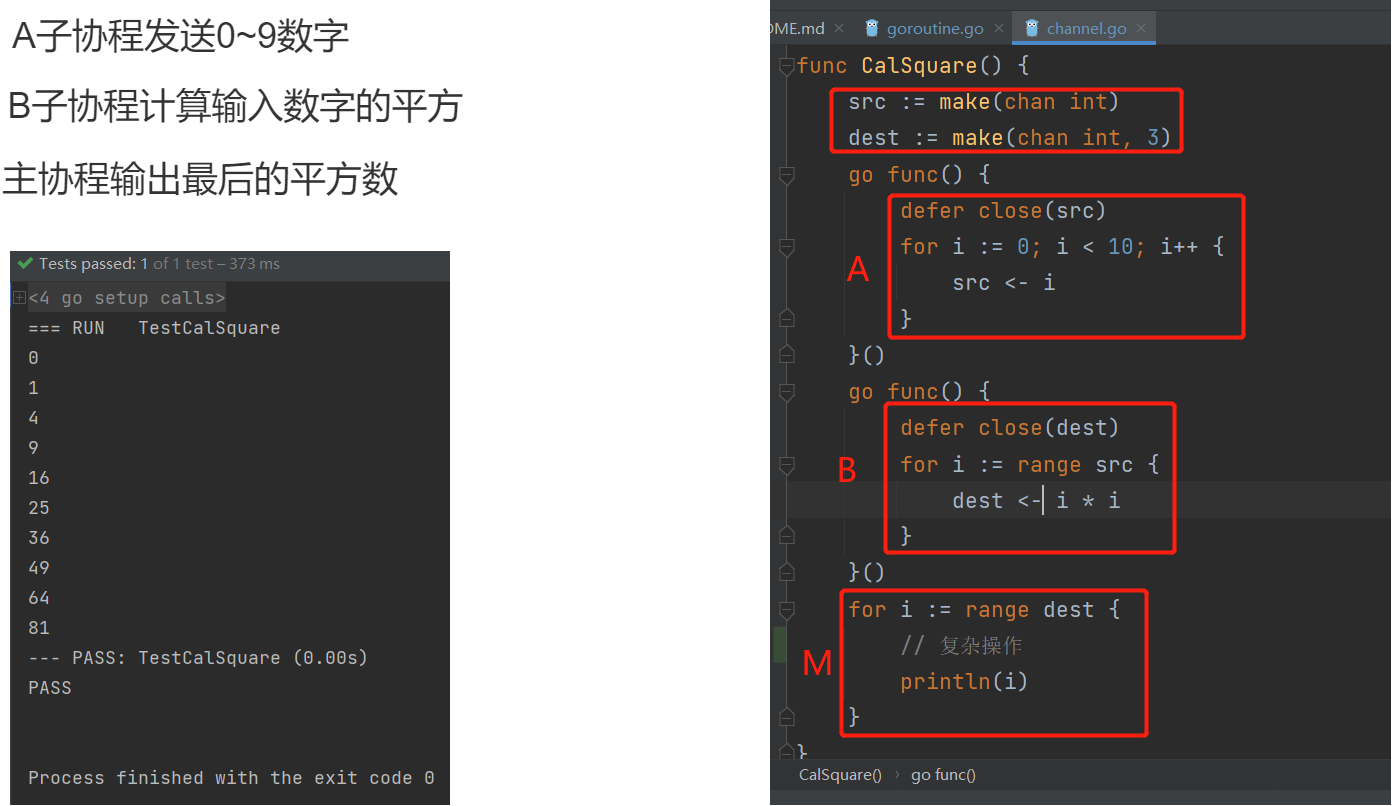 A子协程发送0~9数字
B子协程计算输入数字的平方
主协程输出最后的平方数
Tests passed: 1 of 1 test – 373 ms
<4 go setup calls>
=== RUN   TestCalSquare
0
1
4
9
16
25
36
49
64
81
--- PASS: TestCalSquare (0.00s)
PASS
Process finished with the exit code 0
OME.md goroutine.go channel.go
func CalSquare() {
src := make(chan int)
dest := make(chan int, 3)
go func() {
defer close(src)
A for i := 0; i < 10; i++ {
src <- i
}
}()
go func() {
defer close(dest)
B for i := range src {
dest <- i * i
}
}()
for i := range dest {
// 复杂操作
M println(i)
}
}
CalSquare() › go func()